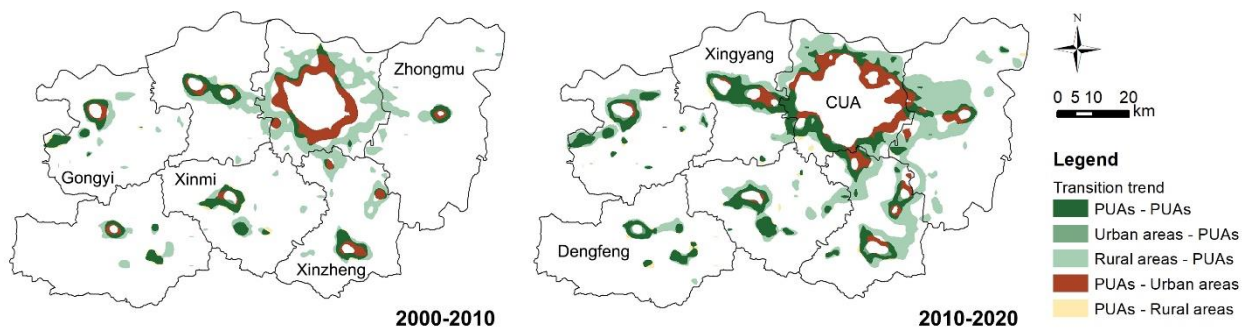 Zhongmu
Gongyi
Xinmi
Xinzheng
2000-2010
Xingyang
CUA
Dengfeng
2010-2020
N
0 5 10 20
km
Legend
Transition trend
PUAs - PUAs
Urban areas - PUAs
Rural areas - PUAs
PUAs - Urban areas
PUAs - Rural areas